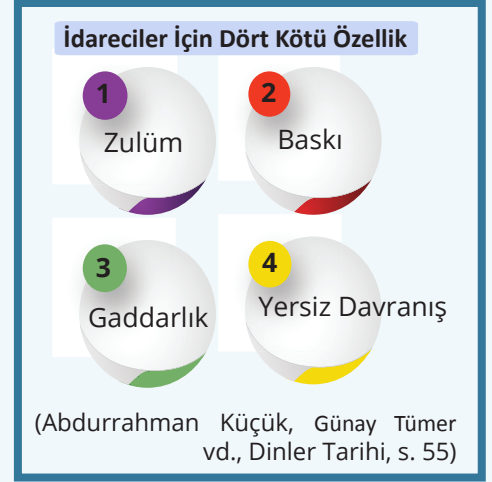 İdareciler İçin Dört Kötü Özellik
1
Zulüm
2
Baskı
3
Gaddarlık
4
Yersiz Davranış
(Abdurrahman Küçük, Günay Tümer
vd., Dinler Tarihi, s. 55)